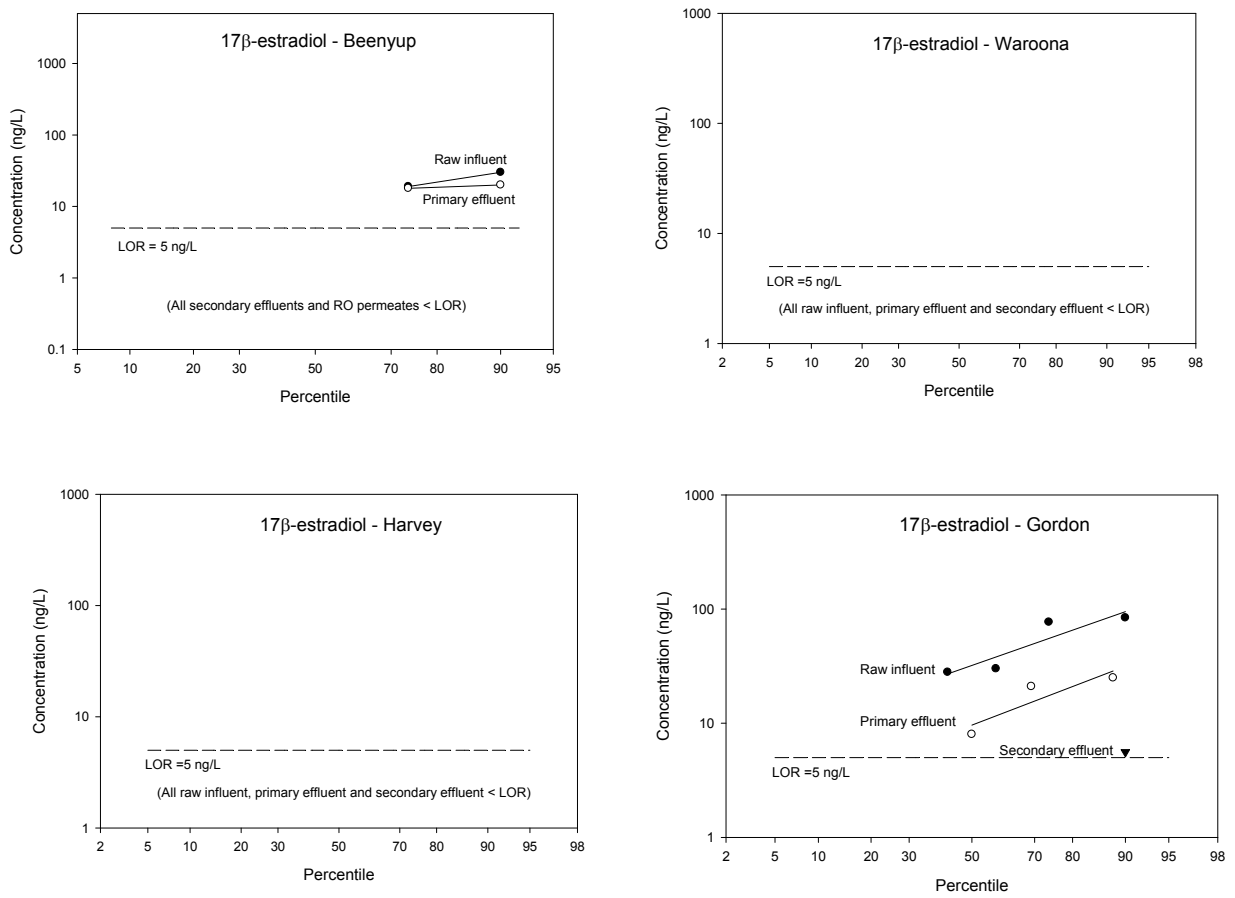 17β-estradiol - Beenyup
Concentration (ng/L)
1000
100
10
1
0.1
Raw influent
Primary effluent
LOR = 5 ng/L
(All secondary effluents and RO permeates < LOR)
5 10 20 30 50 70 80 90 95
Percentile
17β-estradiol - Waroona
Concentration (ng/L)
1000
100
10
1
LOR =5 ng/L
(All raw influent, primary effluent and secondary effluent < LOR)
2 5 10 20 30 50 70 80 90 95 98
Percentile
17β-estradiol - Harvey
Concentration (ng/L)
1000
100
10
1
LOR =5 ng/L
(All raw influent, primary effluent and secondary effluent < LOR)
2 5 10 20 30 50 70 80 90 95 98
Percentile
17β-estradiol - Gordon
Concentration (ng/L)
1000
100
10
1
Raw influent
Primary effluent
Secondary effluent
LOR =5 ng/L
2 5 10 20 30 50 70 80 90 95 98
Percentile